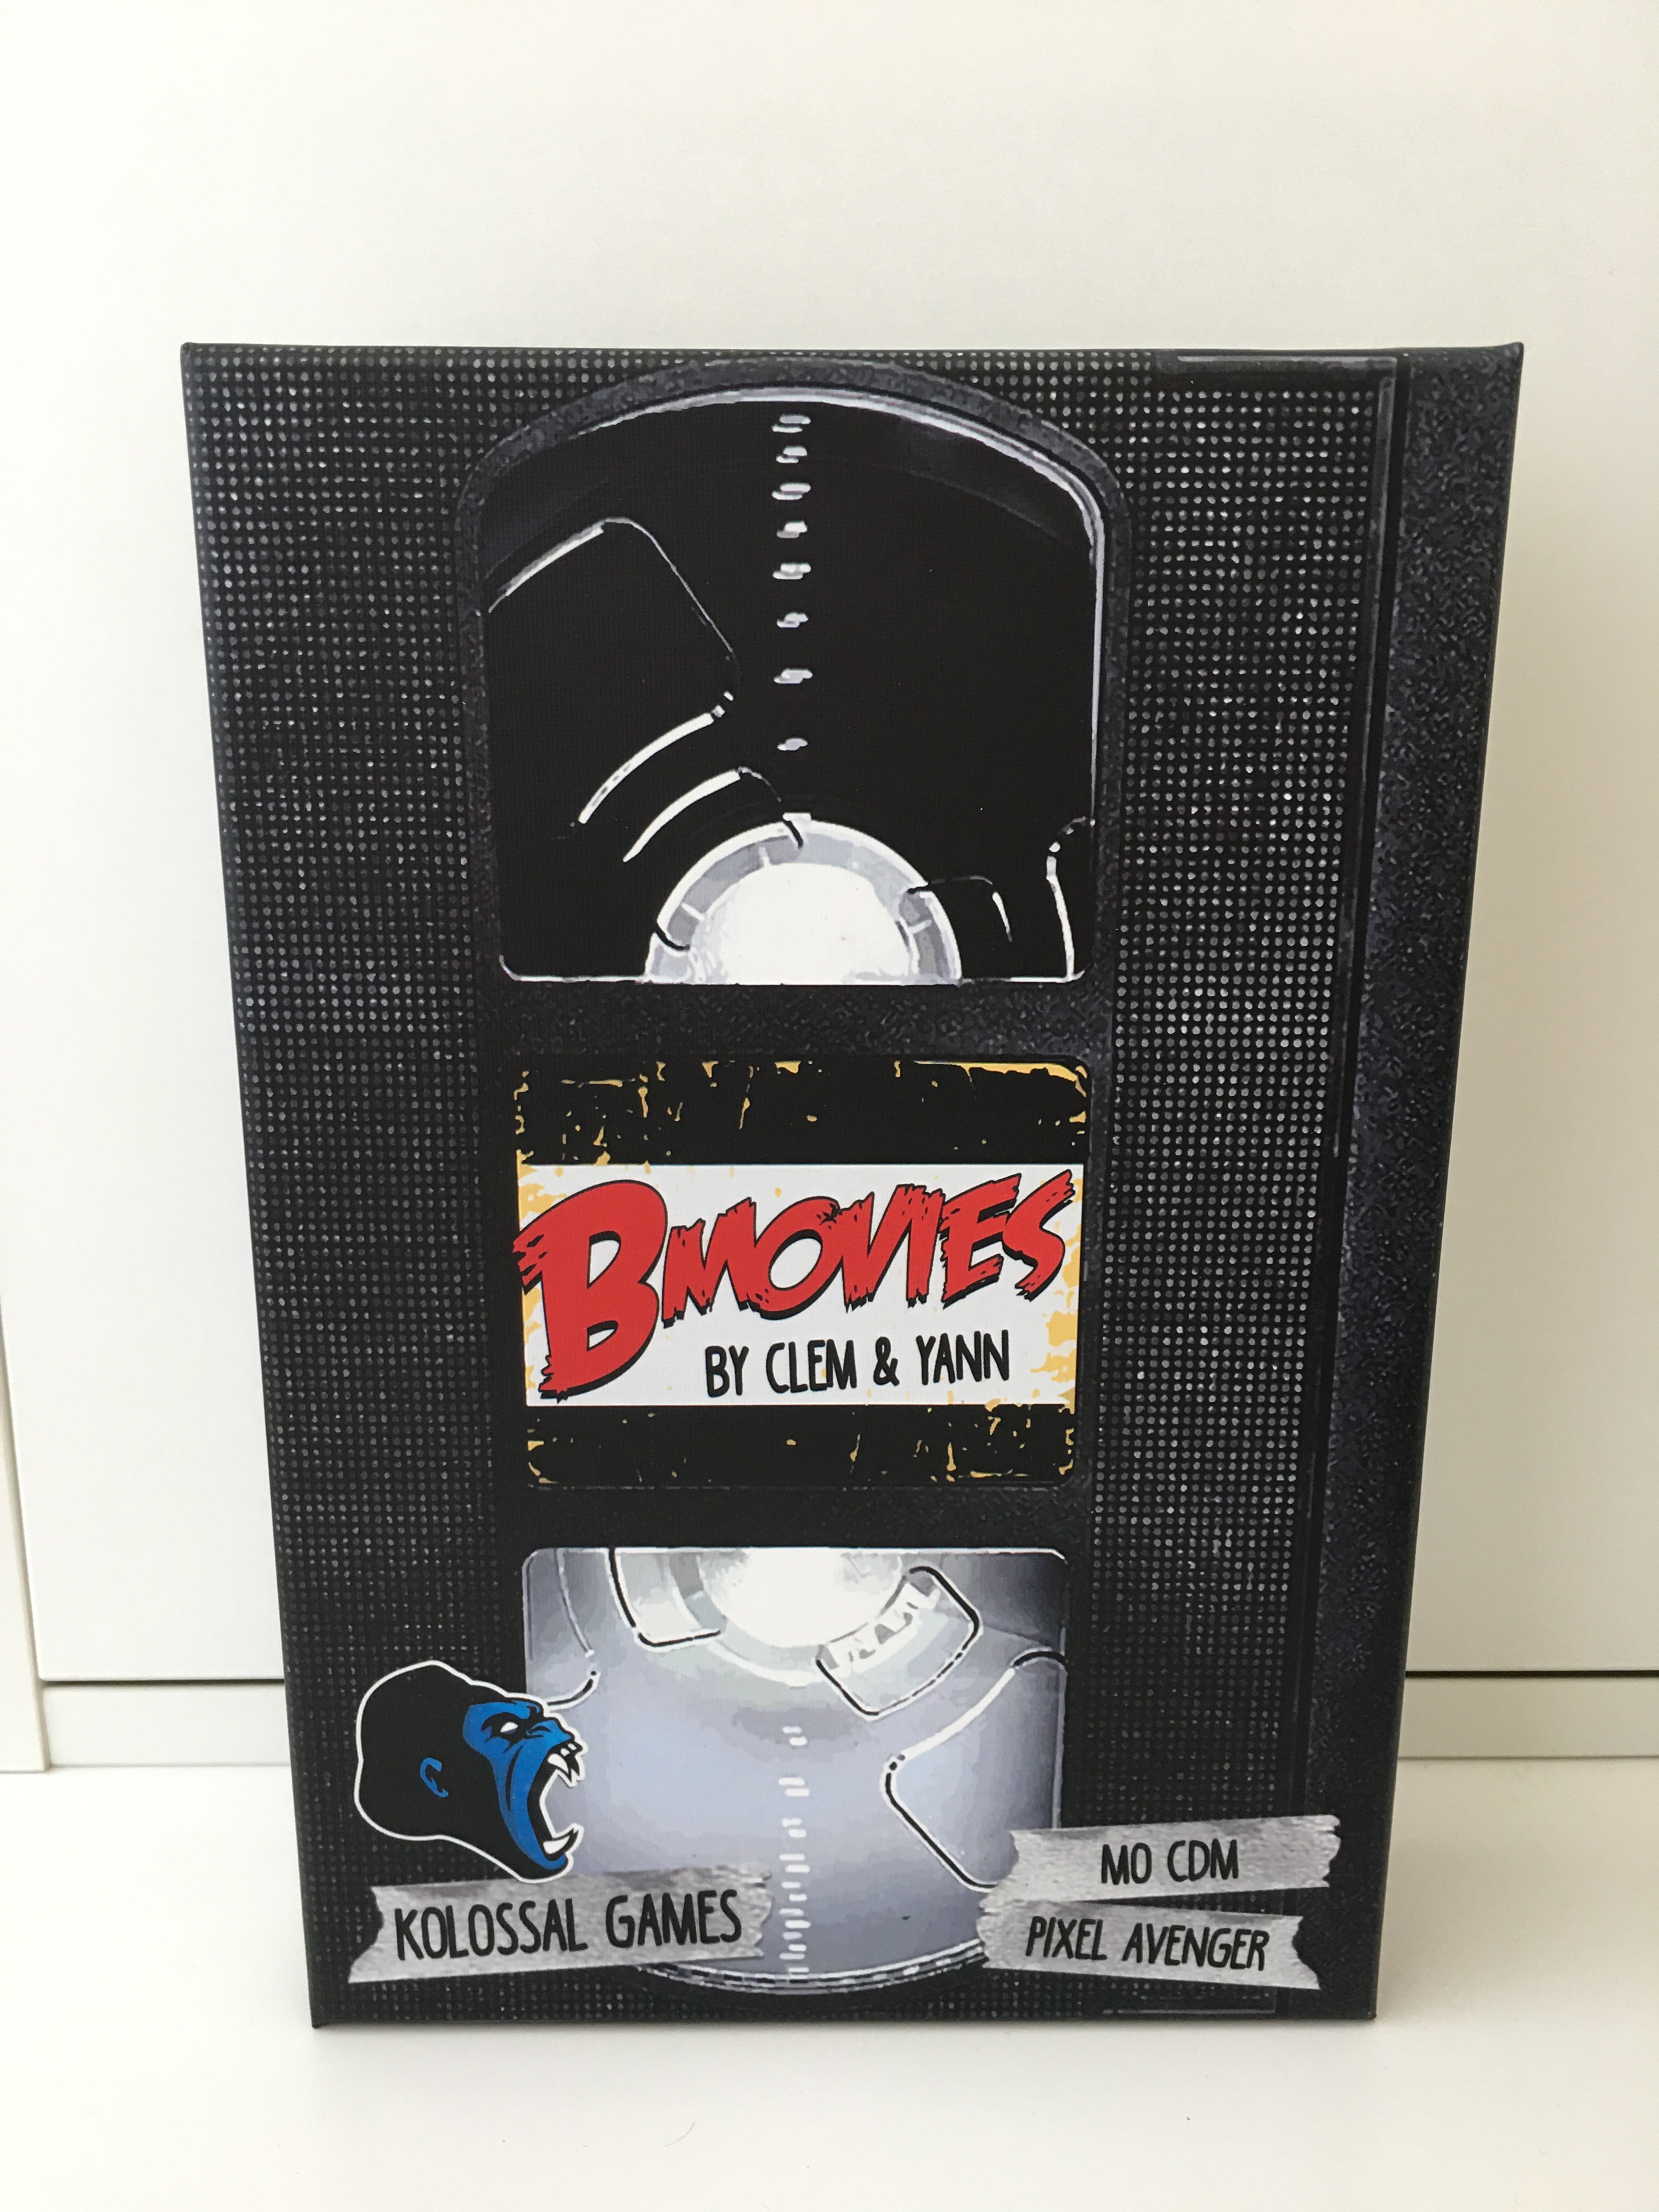 BMOVIES
BY CLEM & YANN
KOLOSSAL GAMES
MO CDM
PIXEL AVENGER